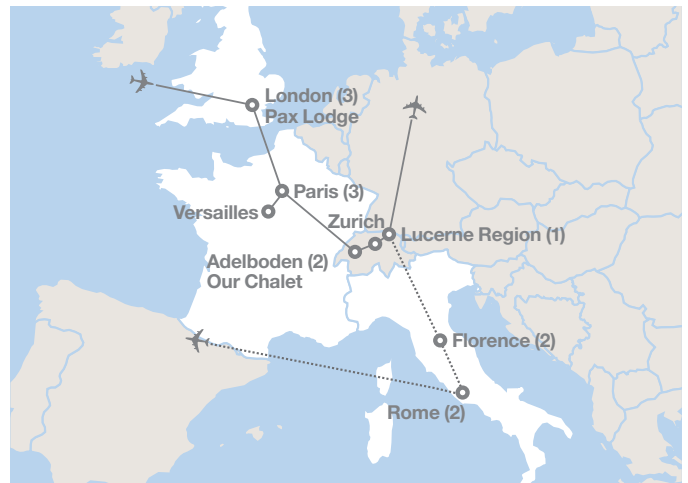 London (3)
Pax Lodge
Paris (3)
Versailles
Zurich
Lucerne Region (1)
Adelboden (2)
Our Chalet
Florence (2)
Rome (2)